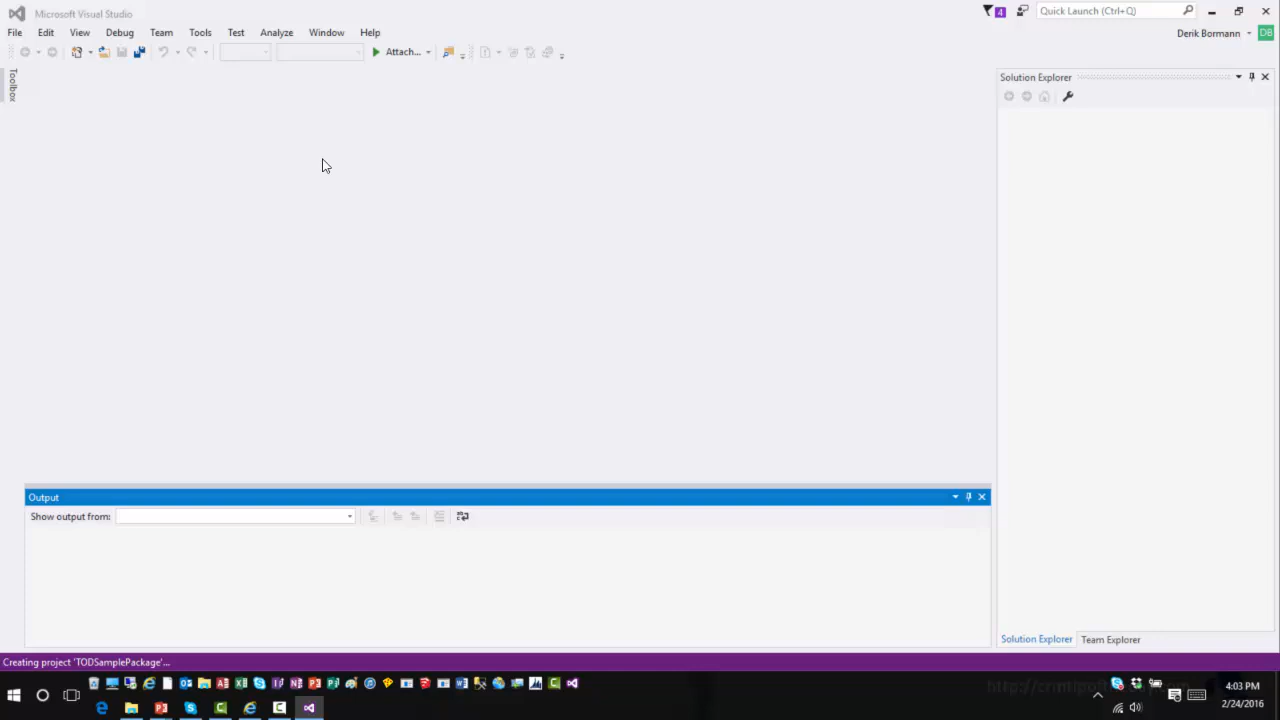 Microsoft Visual Studio
4
Quick Launch (Ctrl+Q)
File Edit View Debug Team Tools Test Analyze Window Help
Derik Bormann
DB
Attach...
Toolbox
Solution Explorer
Output
Show output from:
Solution Explorer
Team Explorer
Creating project 'TODSamplePackage'...
4:03 PM
2/24/2016